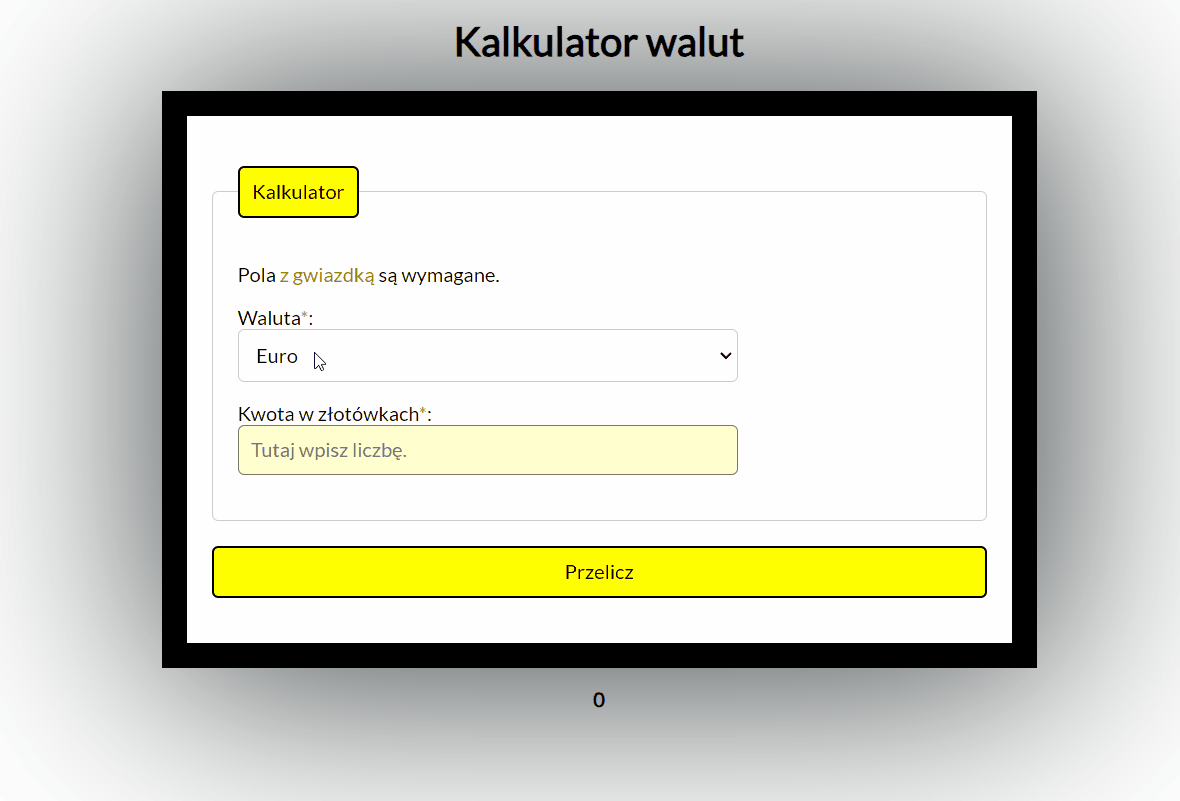 Kalkulator walut
Kalkulator
Pola z gwiazdką są wymagane.
Waluta*:
Euro
Kwota w złotówkach*:
Tutaj wpisz liczbę.
Przelicz
0